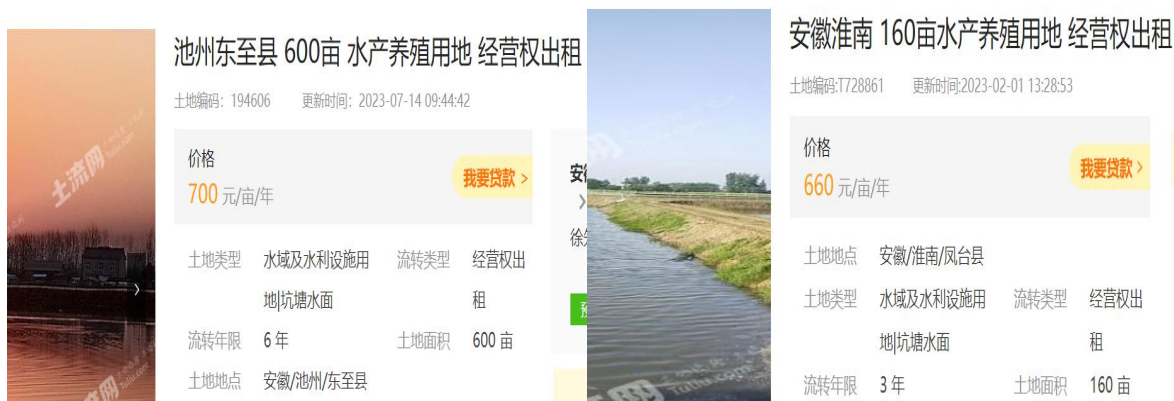 池州东至县 600亩 水产养殖用地 经营权出租
土地编码：194606 更新时间：2023-07-14 09:44:42
价格
700 元/亩/年
我要贷款 >
土地类型 水域及水利设施用地|坑塘水面
流转类型 经营权出租
流转年限 6 年
土地面积 600 亩
土地地点 安徽/池州/东至县
土流网
Tuliu.com
安徽淮南 160亩水产养殖用地 经营权出租
土地编码:T728861 更新时间:2023-02-01 13:28:53
价格
660 元/亩/年
我要贷款 >
土地地点 安徽/淮南/凤台县
土地类型 水域及水利设施用地|坑塘水面
流转类型 经营权出租
流转年限 3 年
土地面积 160 亩